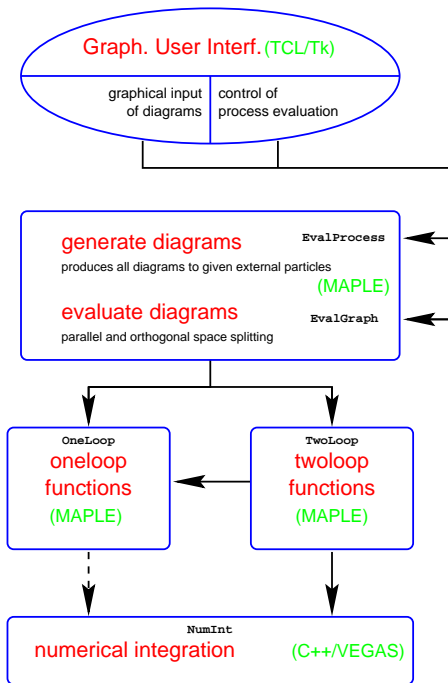 Graph. User Interf. (TCL/Tk)
graphical input
of diagrams
control of
process evaluation
EvalProcess
generate diagrams
produces all diagrams to given external particles
(MAPLE)
evaluate diagrams
EvalGraph
parallel and orthogonal space splitting
OneLoop
oneloop
functions
(MAPLE)
TwoLoop
twoloop
functions
(MAPLE)
NumInt
numerical integration (C++/VEGAS)